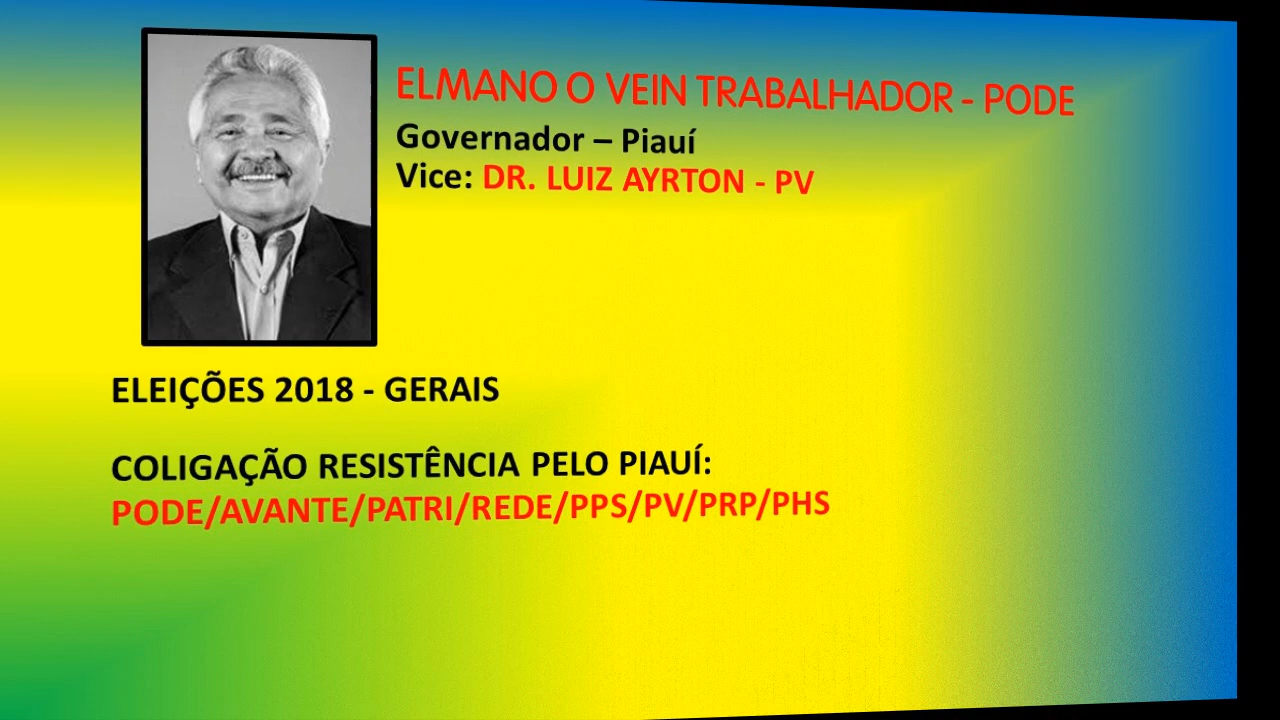 ELMANO O VEIN TRABALHADOR - PODE
Governador – Piauí
Vice: DR. LUIZ AYRTON - PV
ELEIÇÕES 2018 - GERAIS
COLIGAÇÃO RESISTÊNCIA PELO PIAUÍ:
PODE/AVANTE/PATRI/REDE/PPS/PV/PRP/PHS